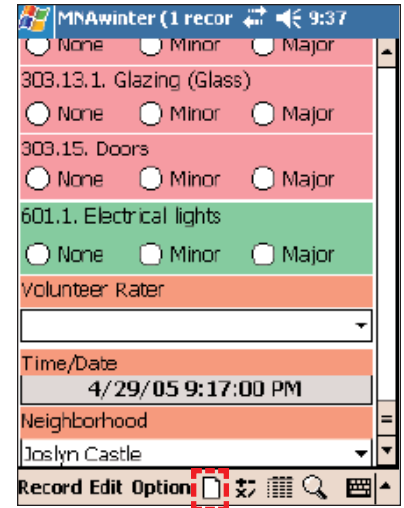 MNAwinter (1 recor 9:37
None Minor Major
303.13.1. Glazing (Glass)
None Minor Major
303.15. Doors
None Minor Major
601.1. Electrical lights
None Minor Major
Volunteer Rater
Time/Date
4/29/05 9:17:00 PM
Neighborhood
Joslyn Castle
Record Edit Option